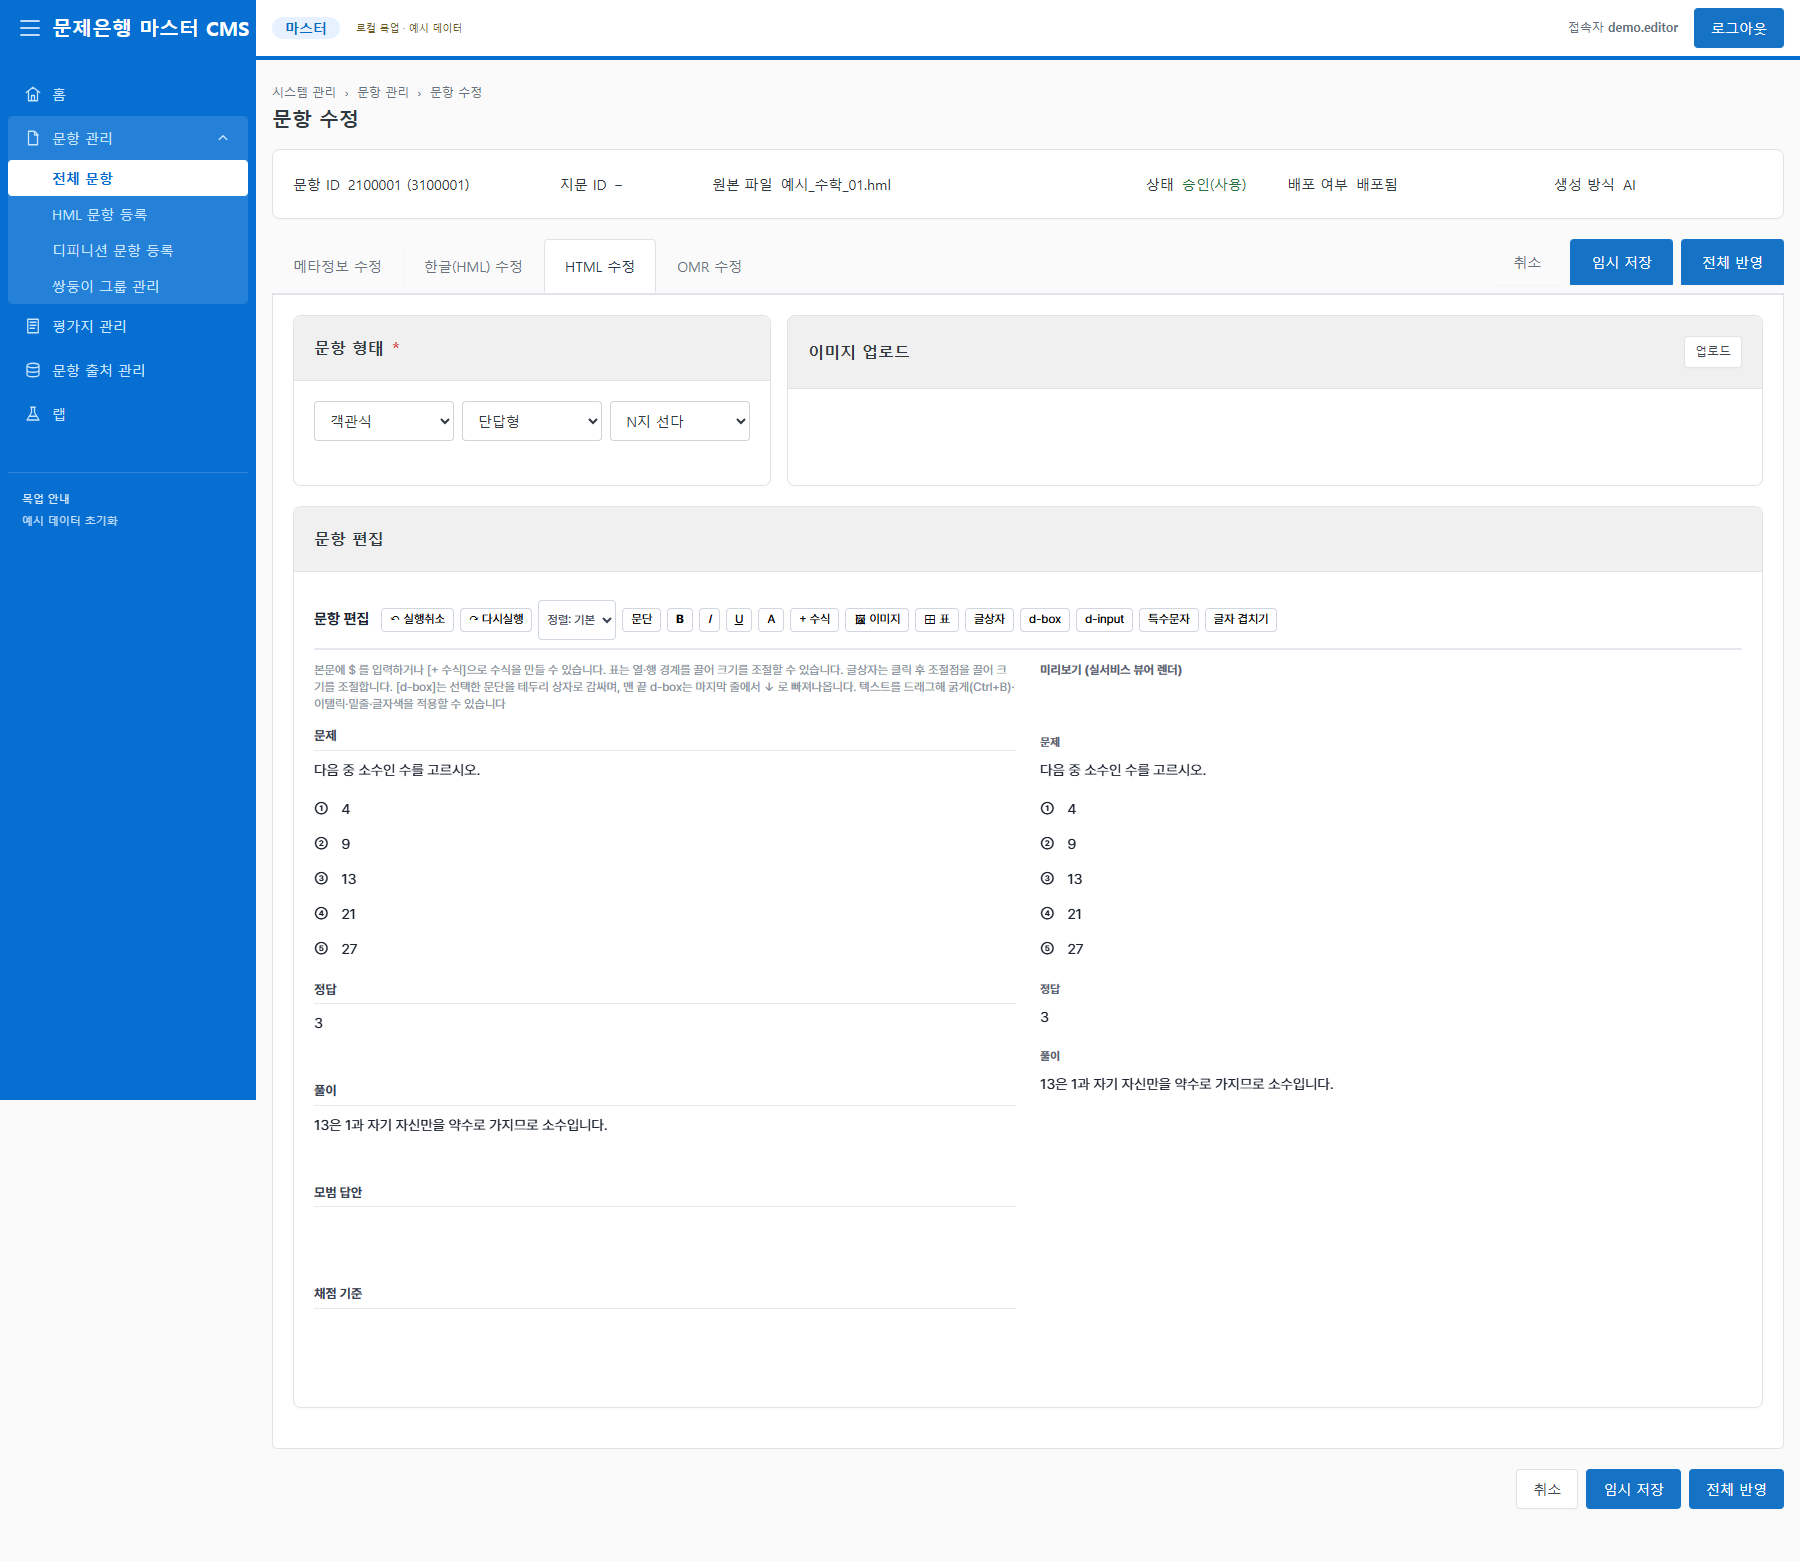 문제은행 마스터 CMS
마스터
로컬 목업 · 예시 데이터
접속자 demo.editor
로그아웃
홈
문항 관리
전체 문항
HML 문항 등록
디피니션 문항 등록
쌍둥이 그룹 관리
평가지 관리
문항 출처 관리
랩
목업 안내
예시 데이터 초기화
시스템 관리 › 문항 관리 › 문항 수정
문항 수정
문항 ID 2100001 (3100001)
지문 ID –
원본 파일 예시_수학_01.hml
상태 승인(사용)
배포 여부 배포됨
생성 방식 AI
메타정보 수정
한글(HML) 수정
HTML 수정
OMR 수정
취소
임시 저장
전체 반영
문항 형태 *
객관식
단답형
N지 선다
이미지 업로드
업로드
문항 편집
문항 편집
↶ 실행취소
↷ 다시실행
정렬: 기본
문단
B
I
U
A
+ 수식
이미지
표
글상자
d-box
d-input
특수문자
글자 겹치기
본문에 $ 를 입력하거나 [+ 수식]으로 수식을 만들 수 있습니다. 표는 열·행 경계를 끌어 크기를 조절할 수 있습니다. 글상자는 클릭 후 조절점을 끌어 크
기를 조절합니다. [d-box]는 선택한 문단을 테두리 상자로 감싸며, 맨 끝 d-box는 마지막 줄에서 ↓ 로 빠져나옵니다. 텍스트를 드래그해 굵게(Ctrl+B)·
이탤릭·밑줄·글자색을 적용할 수 있습니다
문제
다음 중 소수인 수를 고르시오.
① 4
② 9
③ 13
④ 21
⑤ 27
정답
3
풀이
13은 1과 자기 자신만을 약수로 가지므로 소수입니다.
모범 답안
채점 기준
미리보기 (실서비스 뷰어 렌더)
문제
다음 중 소수인 수를 고르시오.
① 4
② 9
③ 13
④ 21
⑤ 27
정답
3
풀이
13은 1과 자기 자신만을 약수로 가지므로 소수입니다.
취소
임시 저장
전체 반영